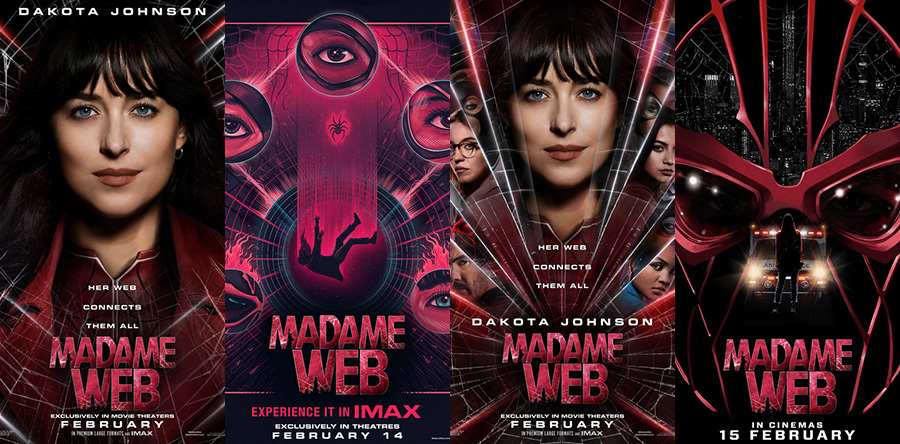 DAKOTA JOHNSON
HER WEB
CONNECTS
THEM ALL
MADAME
WEB
EXCLUSIVELY IN MOVIE THEATERS
FEBRUARY
IN PREMIUM LARGE FORMATS AND IMAX
MADAME
WEB
EXPERIENCE IT IN IMAX
EXCLUSIVELY IN THEATRES
FEBRUARY 14
HER WEB
CONNECTS
THEM ALL
DAKOTA JOHNSON
MADAME
WEB
EXCLUSIVELY IN MOVIE THEATERS
FEBRUARY
IN PREMIUM LARGE FORMATS AND IMAX
MADAME
WEB
IN CINEMAS
15 FEBRUARY